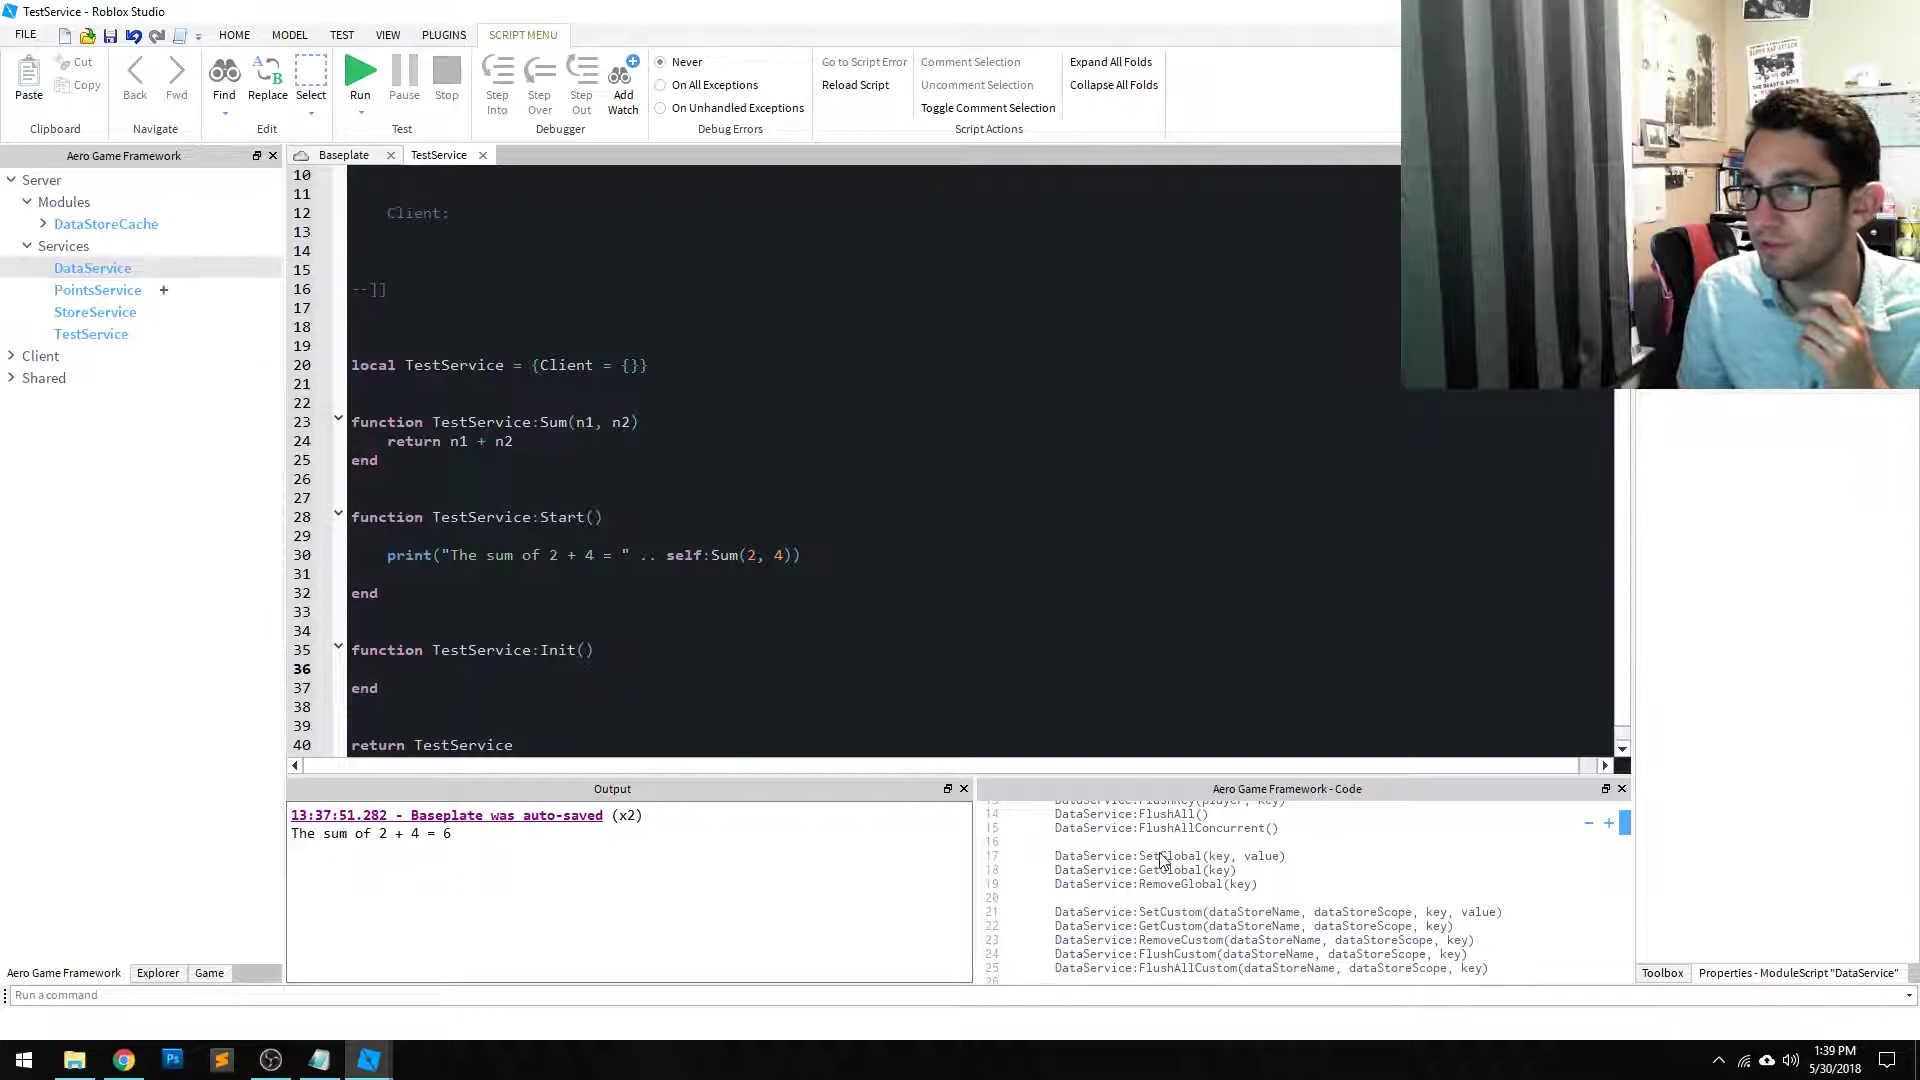 TestService - Roblox Studio
FILE
HOME
MODEL
TEST
VIEW
PLUGINS
SCRIPT MENU
Paste
Cut
Copy
Clipboard
Back
Fwd
Navigate
Find
Replace
Select
Edit
Run
Pause
Stop
Test
Step Into
Step Over
Step Out
Add Watch
Debugger
Never
On All Exceptions
On Unhandled Exceptions
Debug Errors
Go to Script Error
Reload Script
Comment Selection
Uncomment Selection
Toggle Comment Selection
Script Actions
Expand All Folds
Collapse All Folds
Aero Game Framework
Server
Modules
DataStoreCache
Services
DataService
PointsService +
StoreService
TestService
Client
Shared
Baseplate
TestService
10
11
12 Client:
13
14
15
16 --]]
17
18
19
20 local TestService = {Client = {}}
21
22
23 function TestService:Sum(n1, n2)
24 return n1 + n2
25 end
26
27
28 function TestService:Start()
29
30 print("The sum of 2 + 4 = " .. self:Sum(2, 4))
31
32 end
33
34
35 function TestService:Init()
36
37 end
38
39
40 return TestService
Output
13:37:51.282 - Baseplate was auto-saved (x2)
The sum of 2 + 4 = 6
Aero Game Framework - Code
13 DataService:FlushKey(player, key)
14 DataService:FlushAll()
15 DataService:FlushAllConcurrent()
16
17 DataService:SetGlobal(key, value)
18 DataService:GetGlobal(key)
19 DataService:RemoveGlobal(key)
20
21 DataService:SetCustom(dataStoreName, dataStoreScope, key, value)
22 DataService:GetCustom(dataStoreName, dataStoreScope, key)
23 DataService:RemoveCustom(dataStoreName, dataStoreScope, key)
24 DataService:FlushCustom(dataStoreName, dataStoreScope, key)
25 DataService:FlushAllCustom(dataStoreName, dataStoreScope, key)
26
- +
Aero Game Framework
Explorer
Game
Toolbox
Properties - ModuleScript "DataService"
Run a command
Ps
1:39 PM
5/30/2018